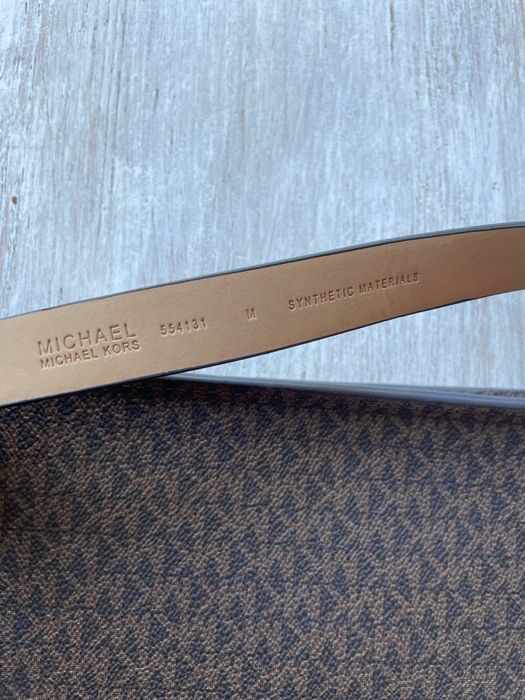 MICHAEL 554131 M SYNTHETIC MATERIALS
MICHAEL KORS